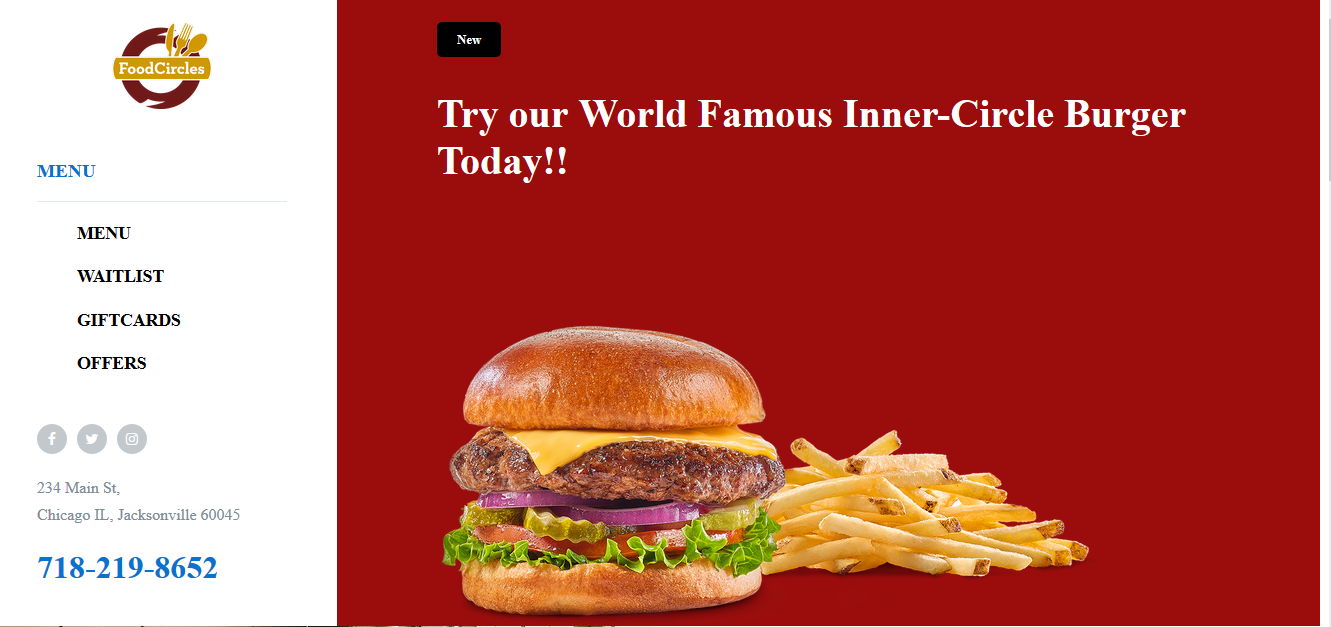 FoodCircles
MENU
MENU
WAITLIST
GIFTCARDS
OFFERS
234 Main St,
Chicago IL, Jacksonville 60045
718-219-8652
New
Try our World Famous Inner-Circle Burger
Today!!